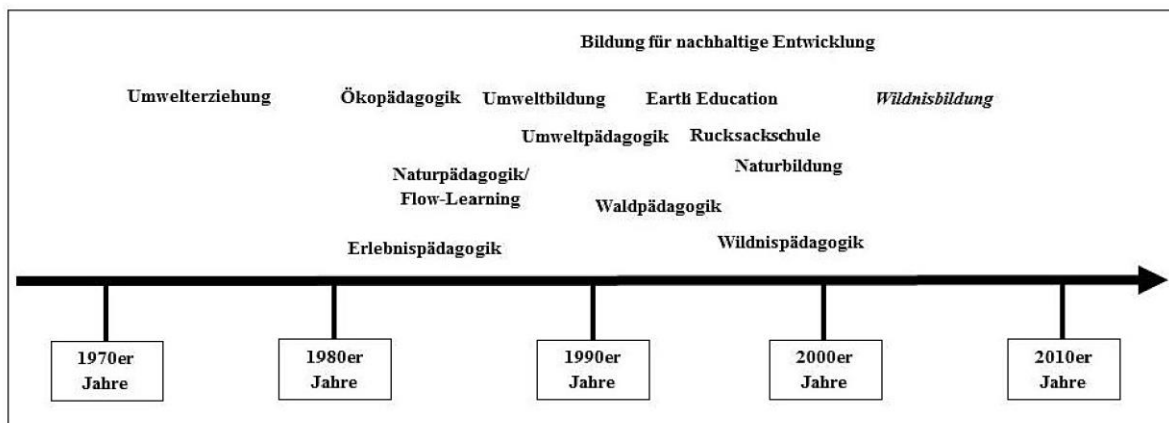 Bildung für nachhaltige Entwicklung
Umwelterziehung Ökopädagogik Umweltbildung Earth Education Wildnisbildung
Umweltpädagogik Rucksackschule
Naturpädagogik/ Naturbildung
Flow-Learning Waldpädagogik
Erlebnispädagogik Wildnispädagogik
1970er
Jahre
1980er
Jahre
1990er
Jahre
2000er
Jahre
2010er
Jahre